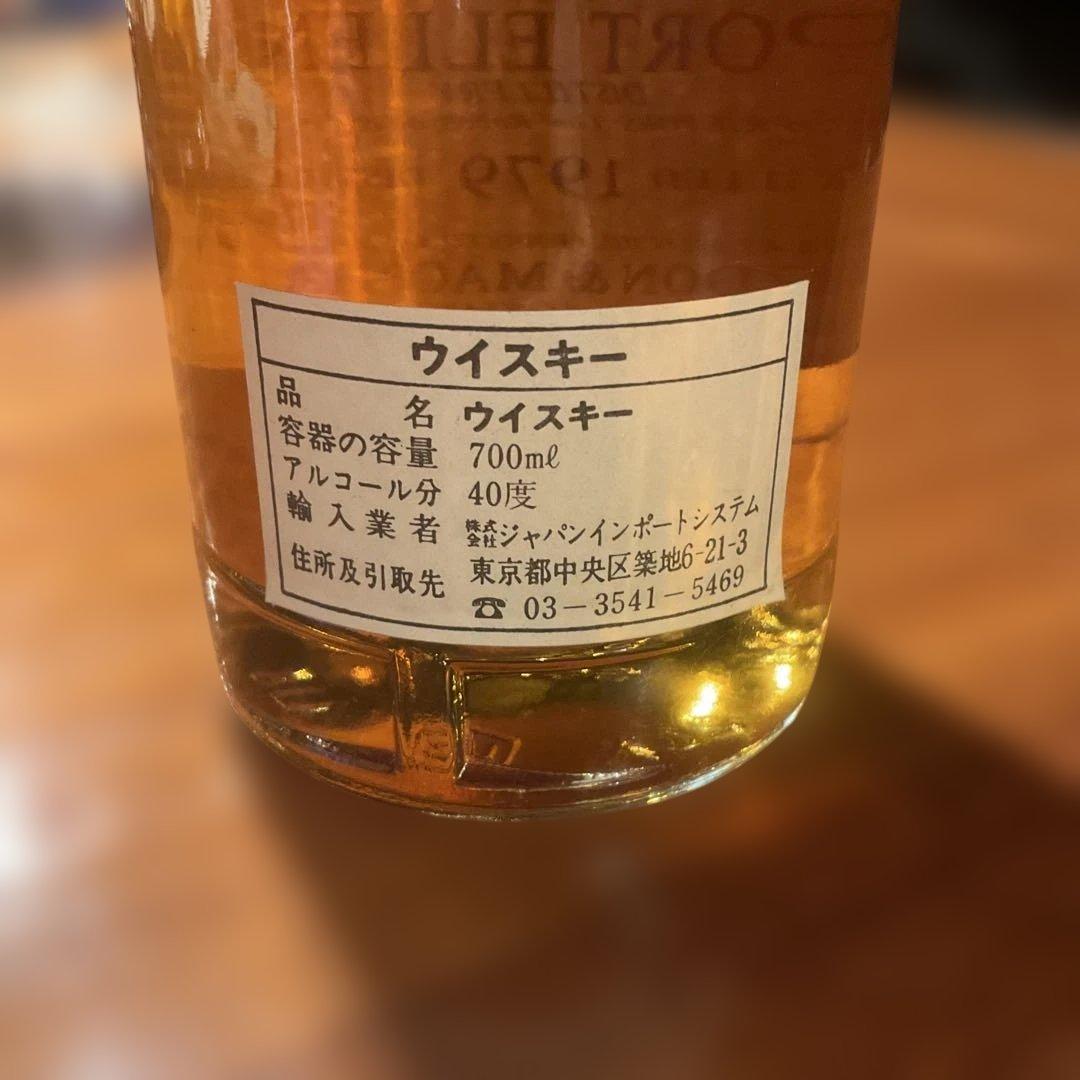 PORT ELLEN
1979
ウイスキー
品名 ウイスキー
容器の容量 700mℓ
アルコール分 40度
輸入業者 株式会社ジャパンインポートシステム
住所及引取先 東京都中央区築地6-21-3
☎ 03-3541-5469